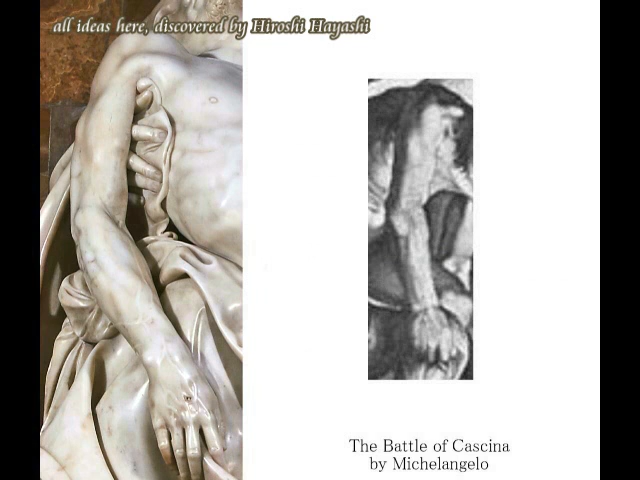 all ideas here, discovered by Hiroshi Hayashi
The Battle of Cascina
by Michelangelo